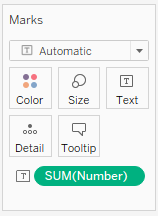 Marks
Automatic
Color Size Text
Detail Tooltip
SUM(Number)